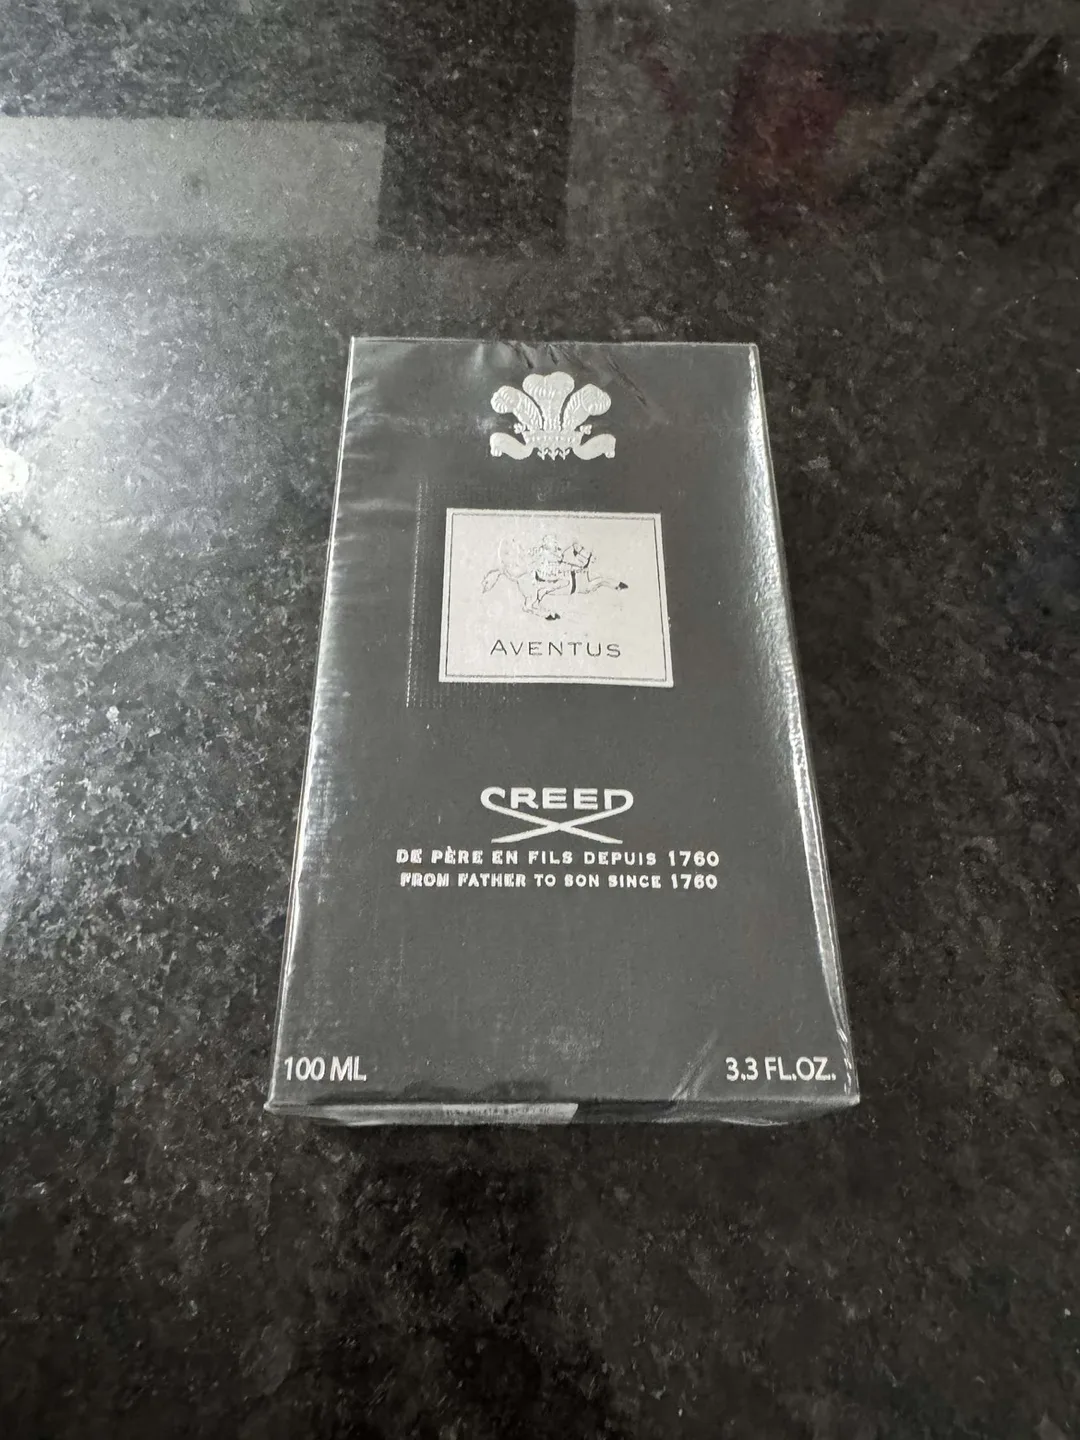 AVENTUS
CREED
DE PÈRE EN FILS DEPUIS 1760
FROM FATHER TO SON SINCE 1760
100 ML
3.3 FL.OZ.